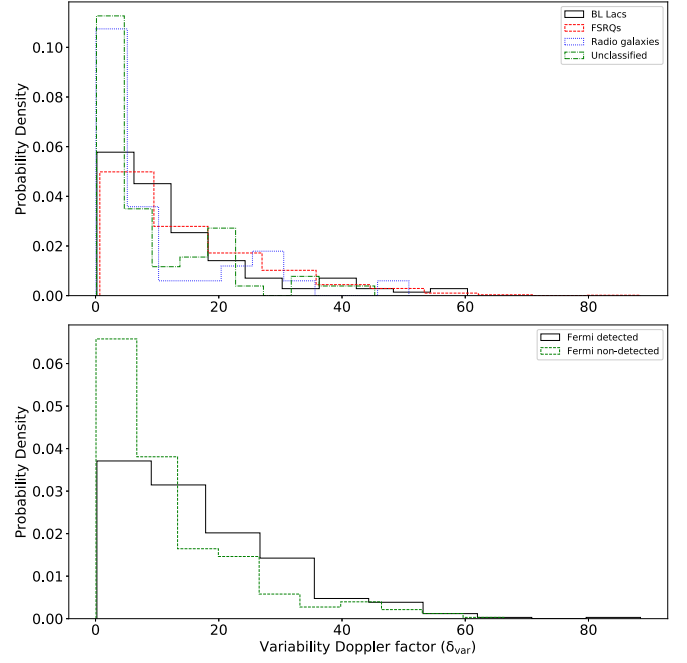 BL Lacs
FSRQs
Radio galaxies
Unclassified
Probability Density
0.10
0.08
0.06
0.04
0.02
0.00
0 20 40 60 80
Fermi detected
Fermi non-detected
Probability Density
0.06
0.05
0.04
0.03
0.02
0.01
0.00
0 20 40 60 80
Variability Doppler factor (δvar)